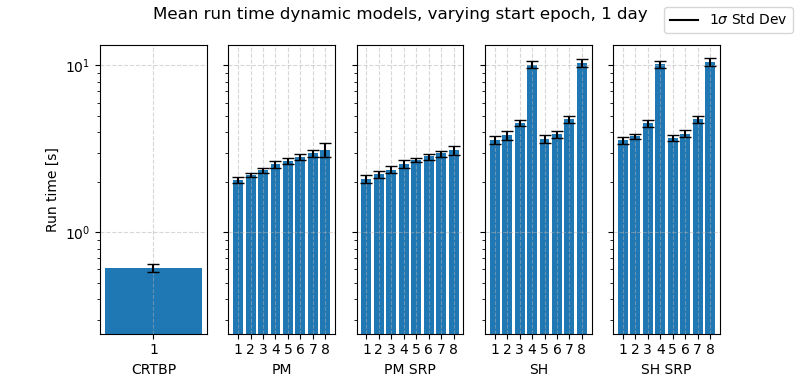 Mean run time dynamic models, varying start epoch, 1 day
1σ Std Dev
Run time [s]
10¹
10⁰
1
1 2 3 4 5 6 7 8
1 2 3 4 5 6 7 8
1 2 3 4 5 6 7 8
1 2 3 4 5 6 7 8
CRTBP
PM
PM SRP
SH
SH SRP